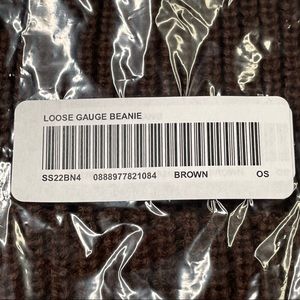 LOOSE GAUGE BEANIE
SS22BN4 0888977821084 BROWN OS